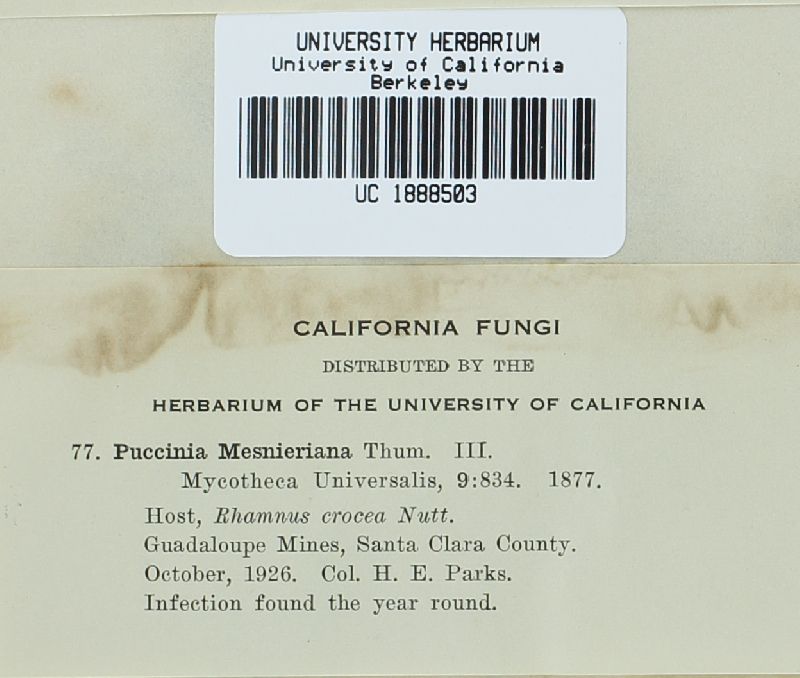 UNIVERSITY HERBARIUM
University of California
Berkeley
UC 1888503
CALIFORNIA FUNGI
DISTRIBUTED BY THE
HERBARIUM OF THE UNIVERSITY OF CALIFORNIA
77. Puccinia Mesnieriana Thum. III.
Mycotheca Universalis, 9:834. 1877.
Host, Rhamnus crocea Nutt.
Guadaloupe Mines, Santa Clara County.
October, 1926. Col. H. E. Parks.
Infection found the year round.